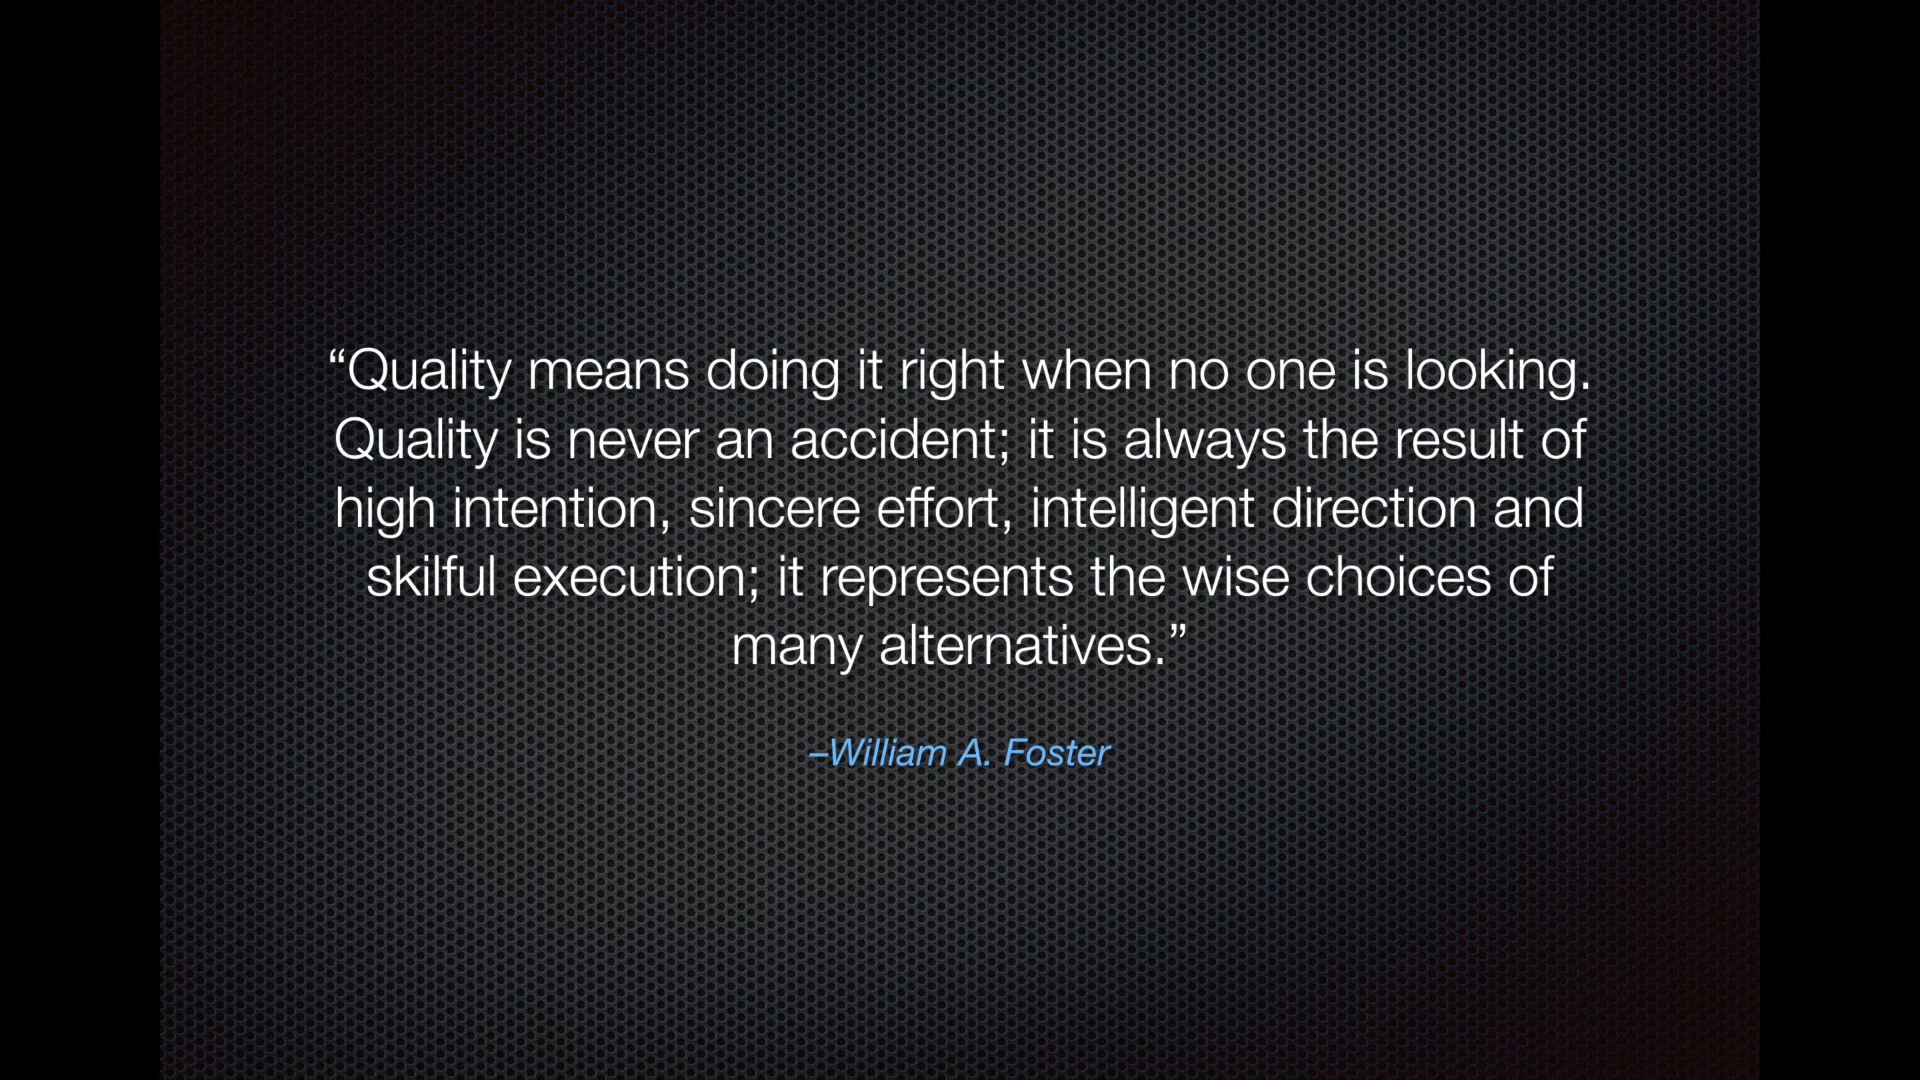 “Quality means doing it right when no one is looking.
Quality is never an accident; it is always the result of
high intention, sincere effort, intelligent direction and
skilful execution; it represents the wise choices of
many alternatives.”
–William A. Foster